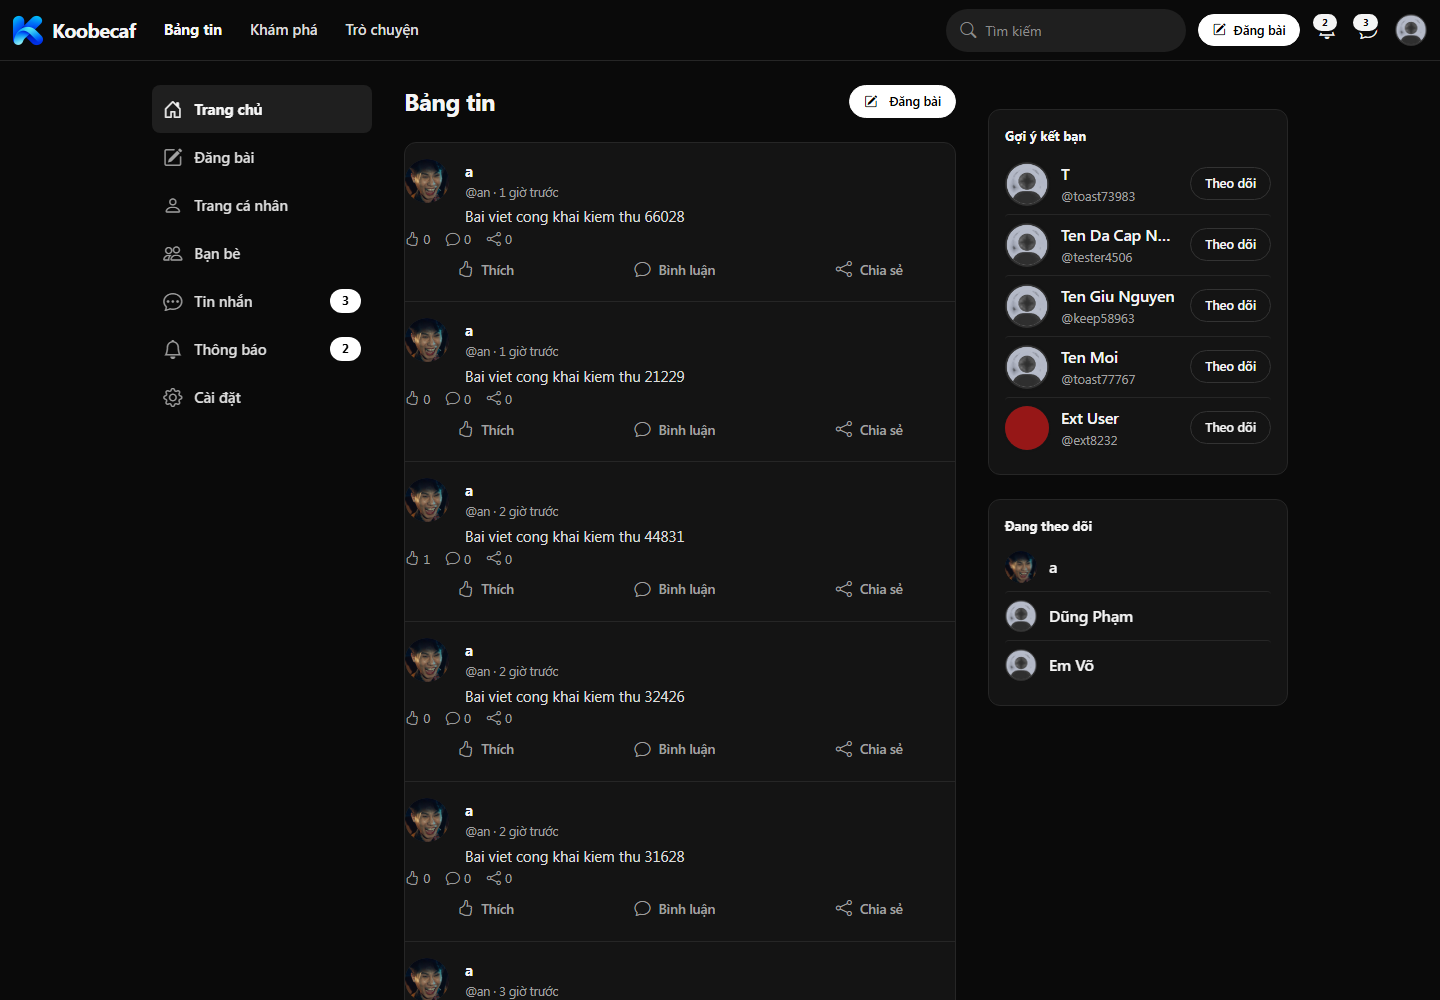 Koobecaf
Bảng tin
Khám phá
Trò chuyện
Tìm kiếm
Đăng bài
2
3
Trang chủ
Đăng bài
Trang cá nhân
Bạn bè
Tin nhắn
3
Thông báo
2
Cài đặt
Bảng tin
Đăng bài
a
@an · 1 giờ trước
Bai viet cong khai kiem thu 66028
0 0 0
Thích Bình luận Chia sẻ
a
@an · 1 giờ trước
Bai viet cong khai kiem thu 21229
0 0 0
Thích Bình luận Chia sẻ
a
@an · 2 giờ trước
Bai viet cong khai kiem thu 44831
1 0 0
Thích Bình luận Chia sẻ
a
@an · 2 giờ trước
Bai viet cong khai kiem thu 32426
0 0 0
Thích Bình luận Chia sẻ
a
@an · 2 giờ trước
Bai viet cong khai kiem thu 31628
0 0 0
Thích Bình luận Chia sẻ
a
@an · 3 giờ trước
Gợi ý kết bạn
T
@toast73983
Theo dõi
Ten Da Cap N...
@tester4506
Theo dõi
Ten Giu Nguyen
@keep58963
Theo dõi
Ten Moi
@toast77767
Theo dõi
Ext User
@ext8232
Theo dõi
Đang theo dõi
a
Dũng Phạm
Em Võ